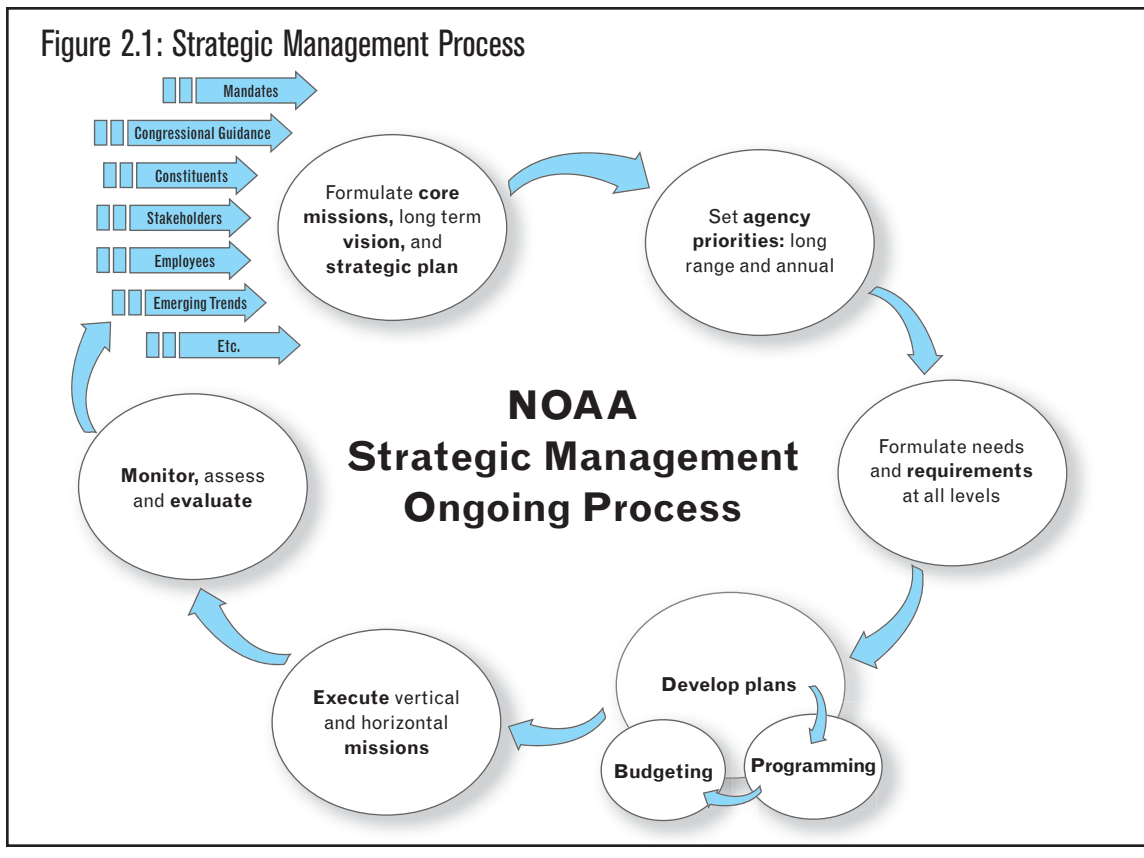 Figure 2.1: Strategic Management Process
Mandates
Congressional Guidance
Constituents
Stakeholders
Employees
Emerging Trends
Etc.
Formulate core
missions, long term
vision, and
strategic plan
Set agency
priorities: long
range and annual
Formulate needs
and requirements
at all levels
Develop plans
Programming
Budgeting
Execute vertical
and horizontal
missions
Monitor, assess
and evaluate
NOAA
Strategic Management
Ongoing Process